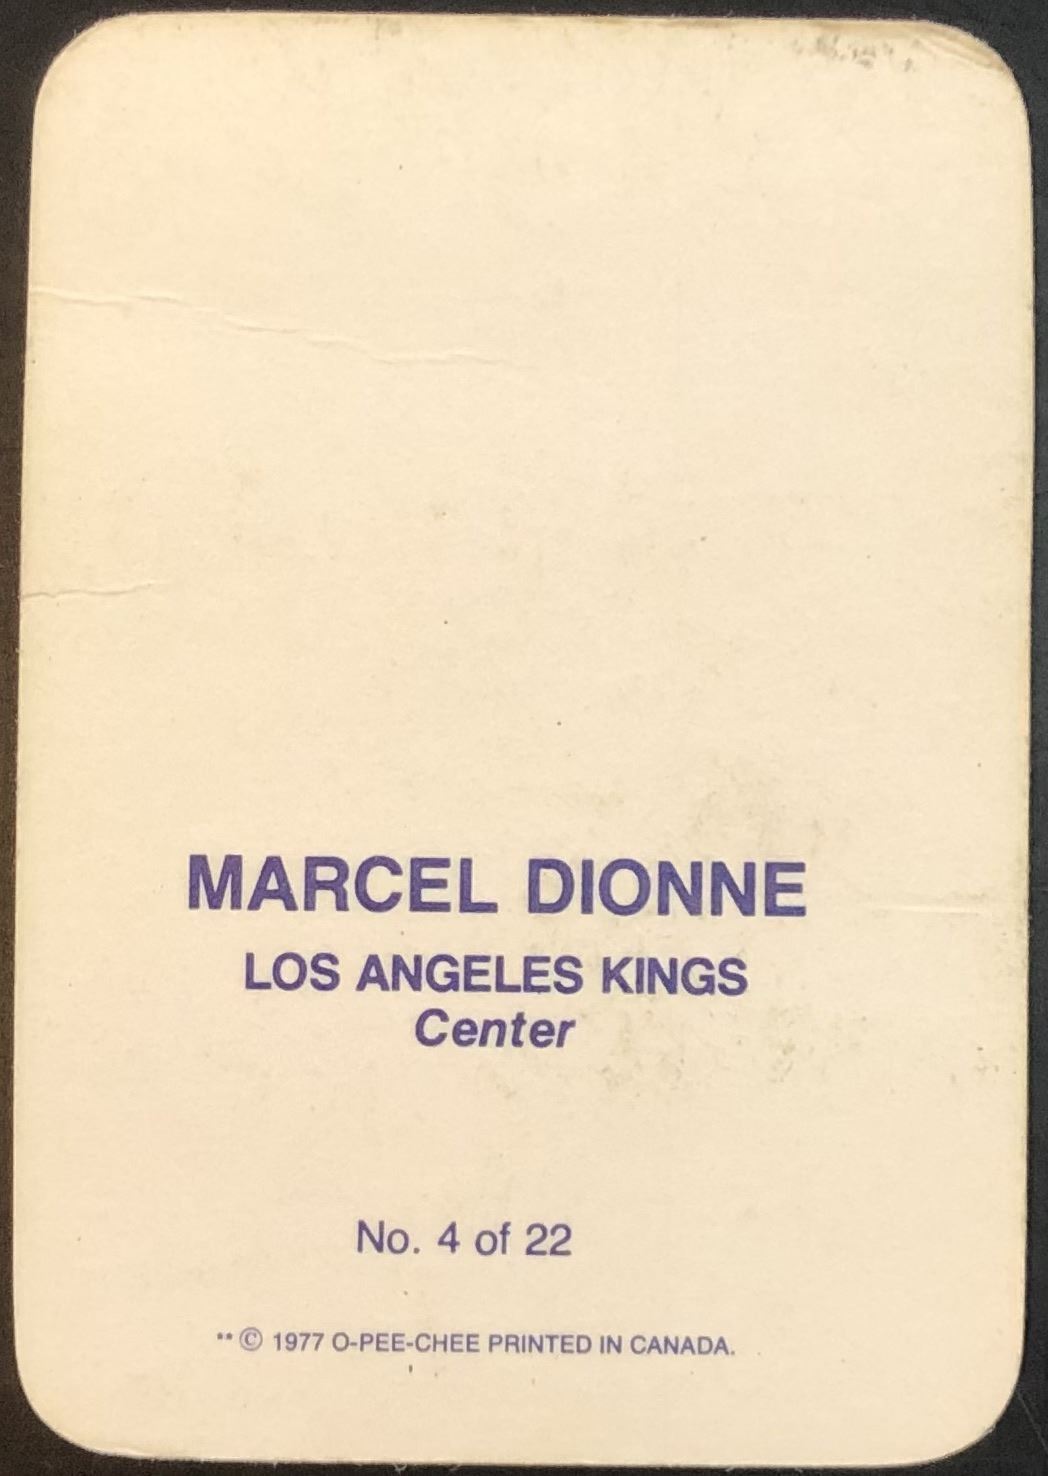 MARCEL DIONNE
LOS ANGELES KINGS
Center
No. 4 of 22
** © 1977 O-PEE-CHEE PRINTED IN CANADA.